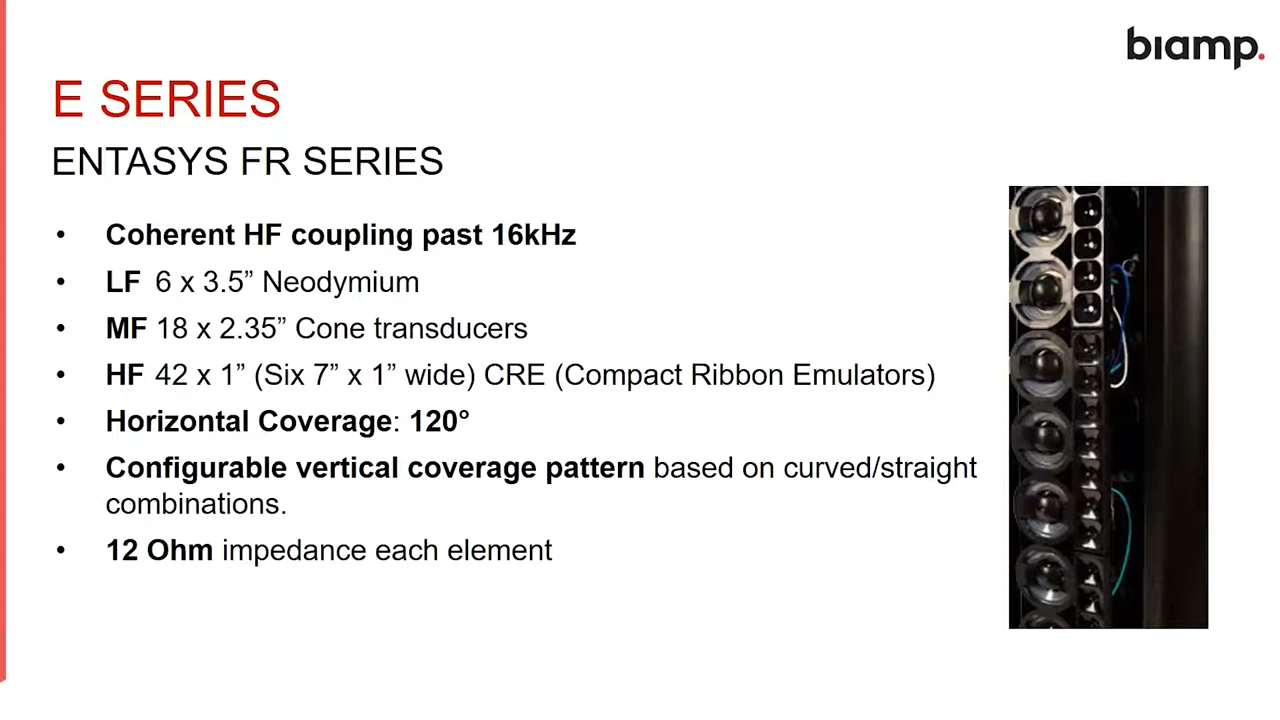 biamp.
E SERIES
ENTASYS FR SERIES
• Coherent HF coupling past 16kHz
• LF 6 x 3.5” Neodymium
• MF 18 x 2.35” Cone transducers
• HF 42 x 1” (Six 7” x 1” wide) CRE (Compact Ribbon Emulators)
• Horizontal Coverage: 120°
• Configurable vertical coverage pattern based on curved/straight
combinations.
• 12 Ohm impedance each element